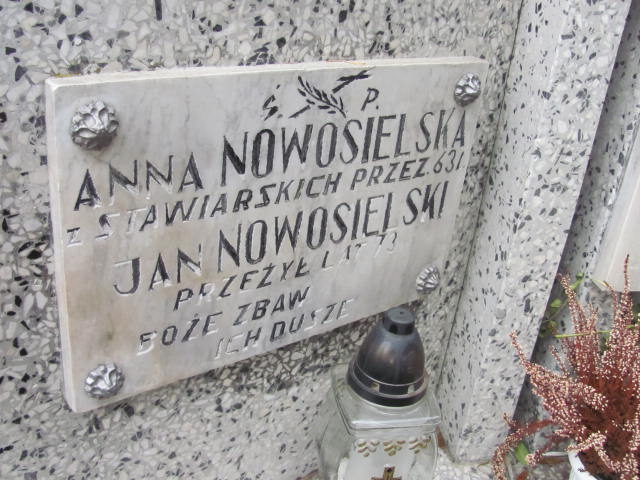 Ś. P.
ANNA NOWOSIELSKA
Z STAWIARSKICH PRZEŻ. 63 l
JAN NOWOSIELSKI
PRZEŻYŁ LAT 73
BOŻE ZBAW
ICH DUSZE